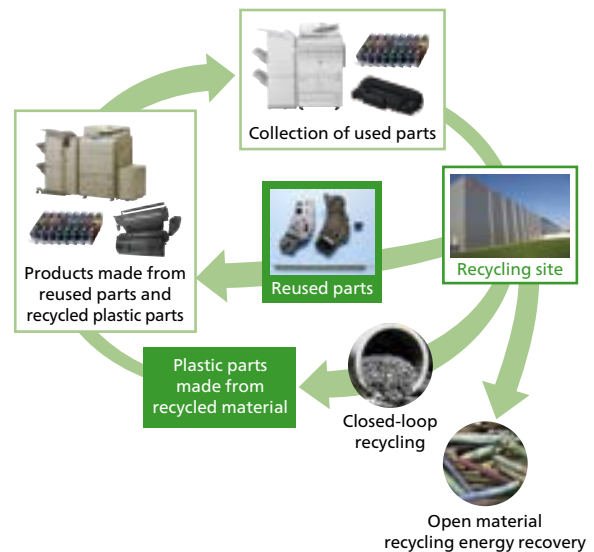 Collection of used parts
Recycling site
Reused parts
Products made from
reused parts and
recycled plastic parts
Plastic parts
made from
recycled material
Closed-loop
recycling
Open material
recycling energy recovery